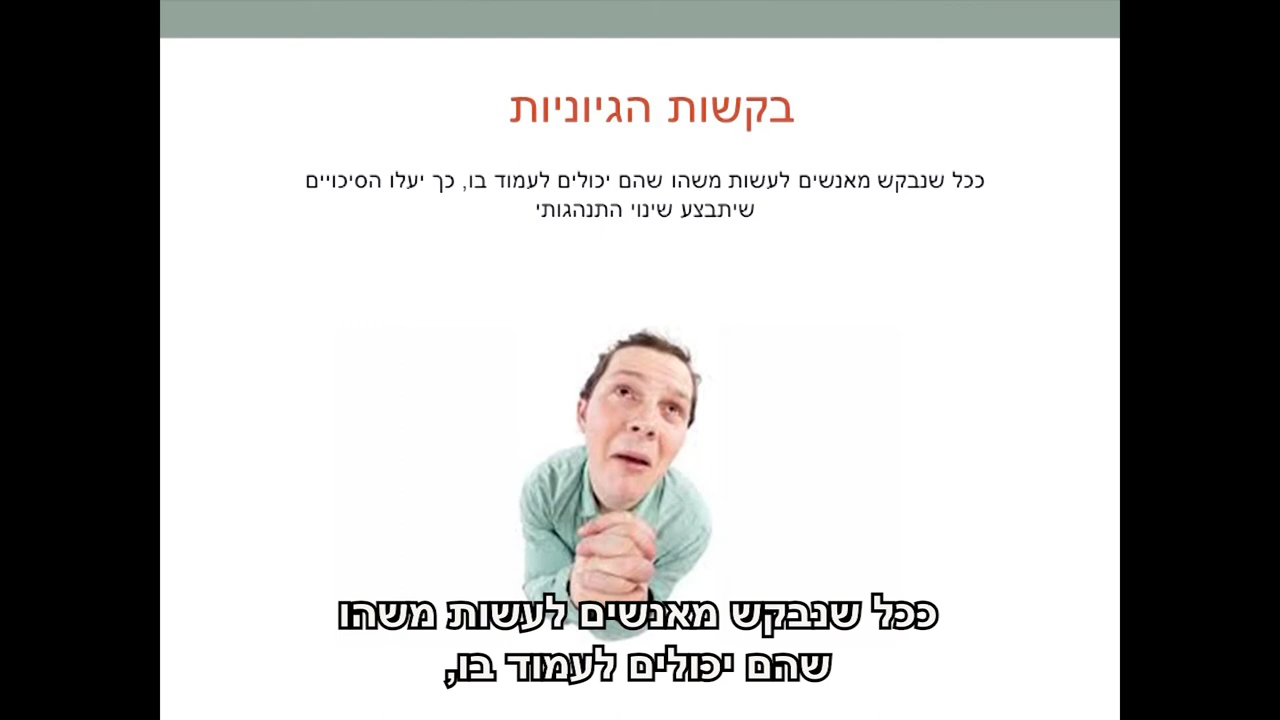 בקשות הגיוניות
ככל שנבקש מאנשים לעשות משהו שהם יכולים לעמוד בו, כך יעלו הסיכויים
שיתבצע שינוי התנהגותי
ככל שנבקש מאנשים לעשות משהו
שהם יכולים לעמוד בו,